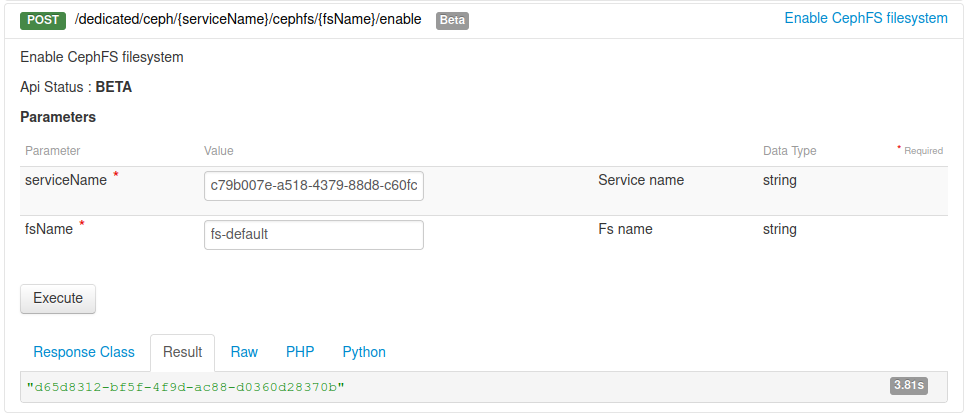 POST /dedicated/ceph/{serviceName}/cephfs/{fsName}/enable Beta Enable CephFS filesystem
Enable CephFS filesystem
Api Status : BETA
Parameters
Parameter Value Data Type * Required
serviceName * c79b007e-a518-4379-88d8-c60fc Service name string
fsName * fs-default Fs name string
Execute
Response Class Result Raw PHP Python
"d65d8312-bf5f-4f9d-ac88-d0360d28370b" 3.81s